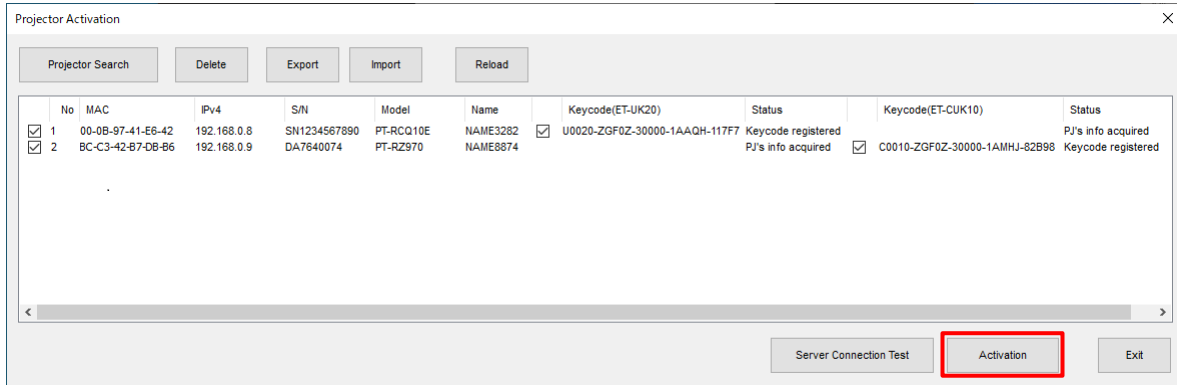 Projector Activation
Projector Search Delete Export Import Reload
No MAC IPv4 S/N Model Name Keycode(ET-UK20) Status Keycode(ET-CUK10) Status
1 00-0B-97-41-E6-42 192.168.0.8 SN1234567890 PT-RCQ10E NAME3282 U0020-ZGF0Z-30000-1AAQH-117F7 Keycode registered PJ's info acquired
2 BC-C3-42-B7-DB-B6 192.168.0.9 DA7640074 PT-RZ970 NAME8874 PJ's info acquired C0010-ZGF0Z-30000-1AMHJ-82B98 Keycode registered
Server Connection Test Activation Exit